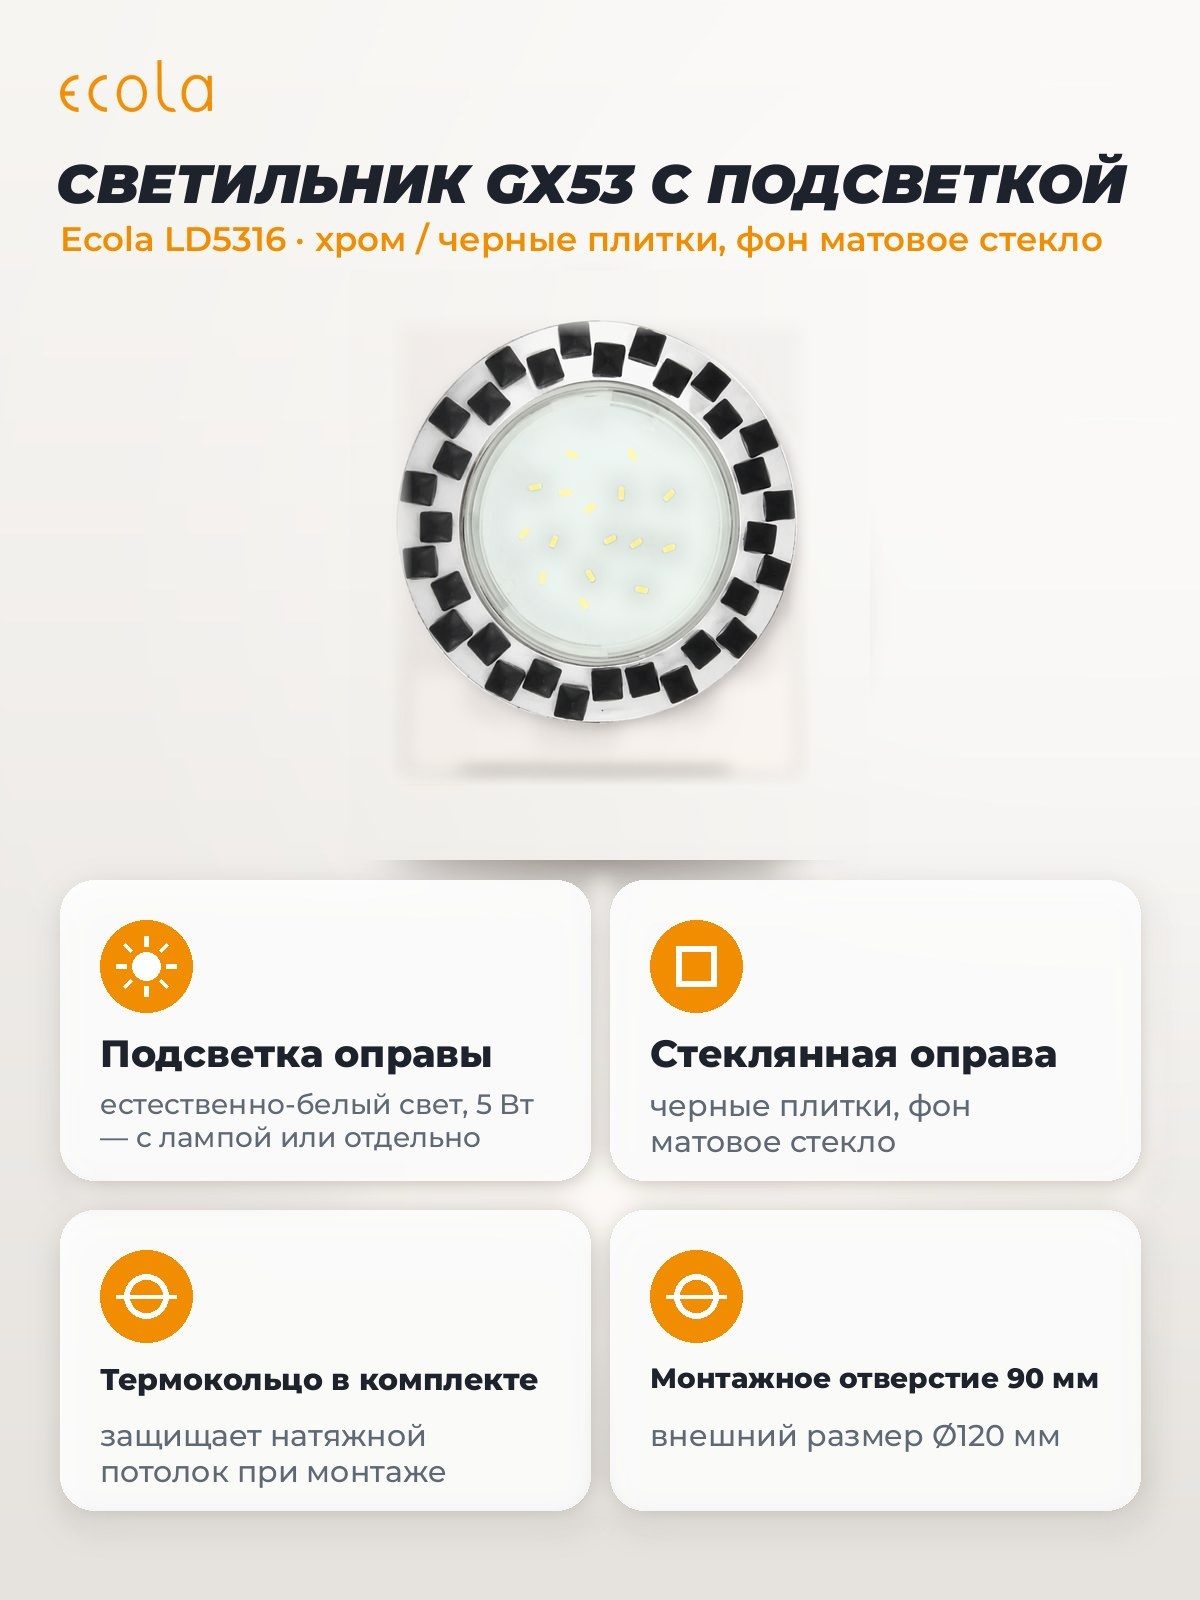 ecola
СВЕТИЛЬНИК GX53 С ПОДСВЕТКОЙ
Ecola LD5316 · хром / черные плитки, фон матовое стекло
Подсветка оправы
естественно-белый свет, 5 Вт
— с лампой или отдельно
Стеклянная оправа
черные плитки, фон
матовое стекло
Термокольцо в комплекте
защищает натяжной
потолок при монтаже
Монтажное отверстие 90 мм
внешний размер Ø120 мм